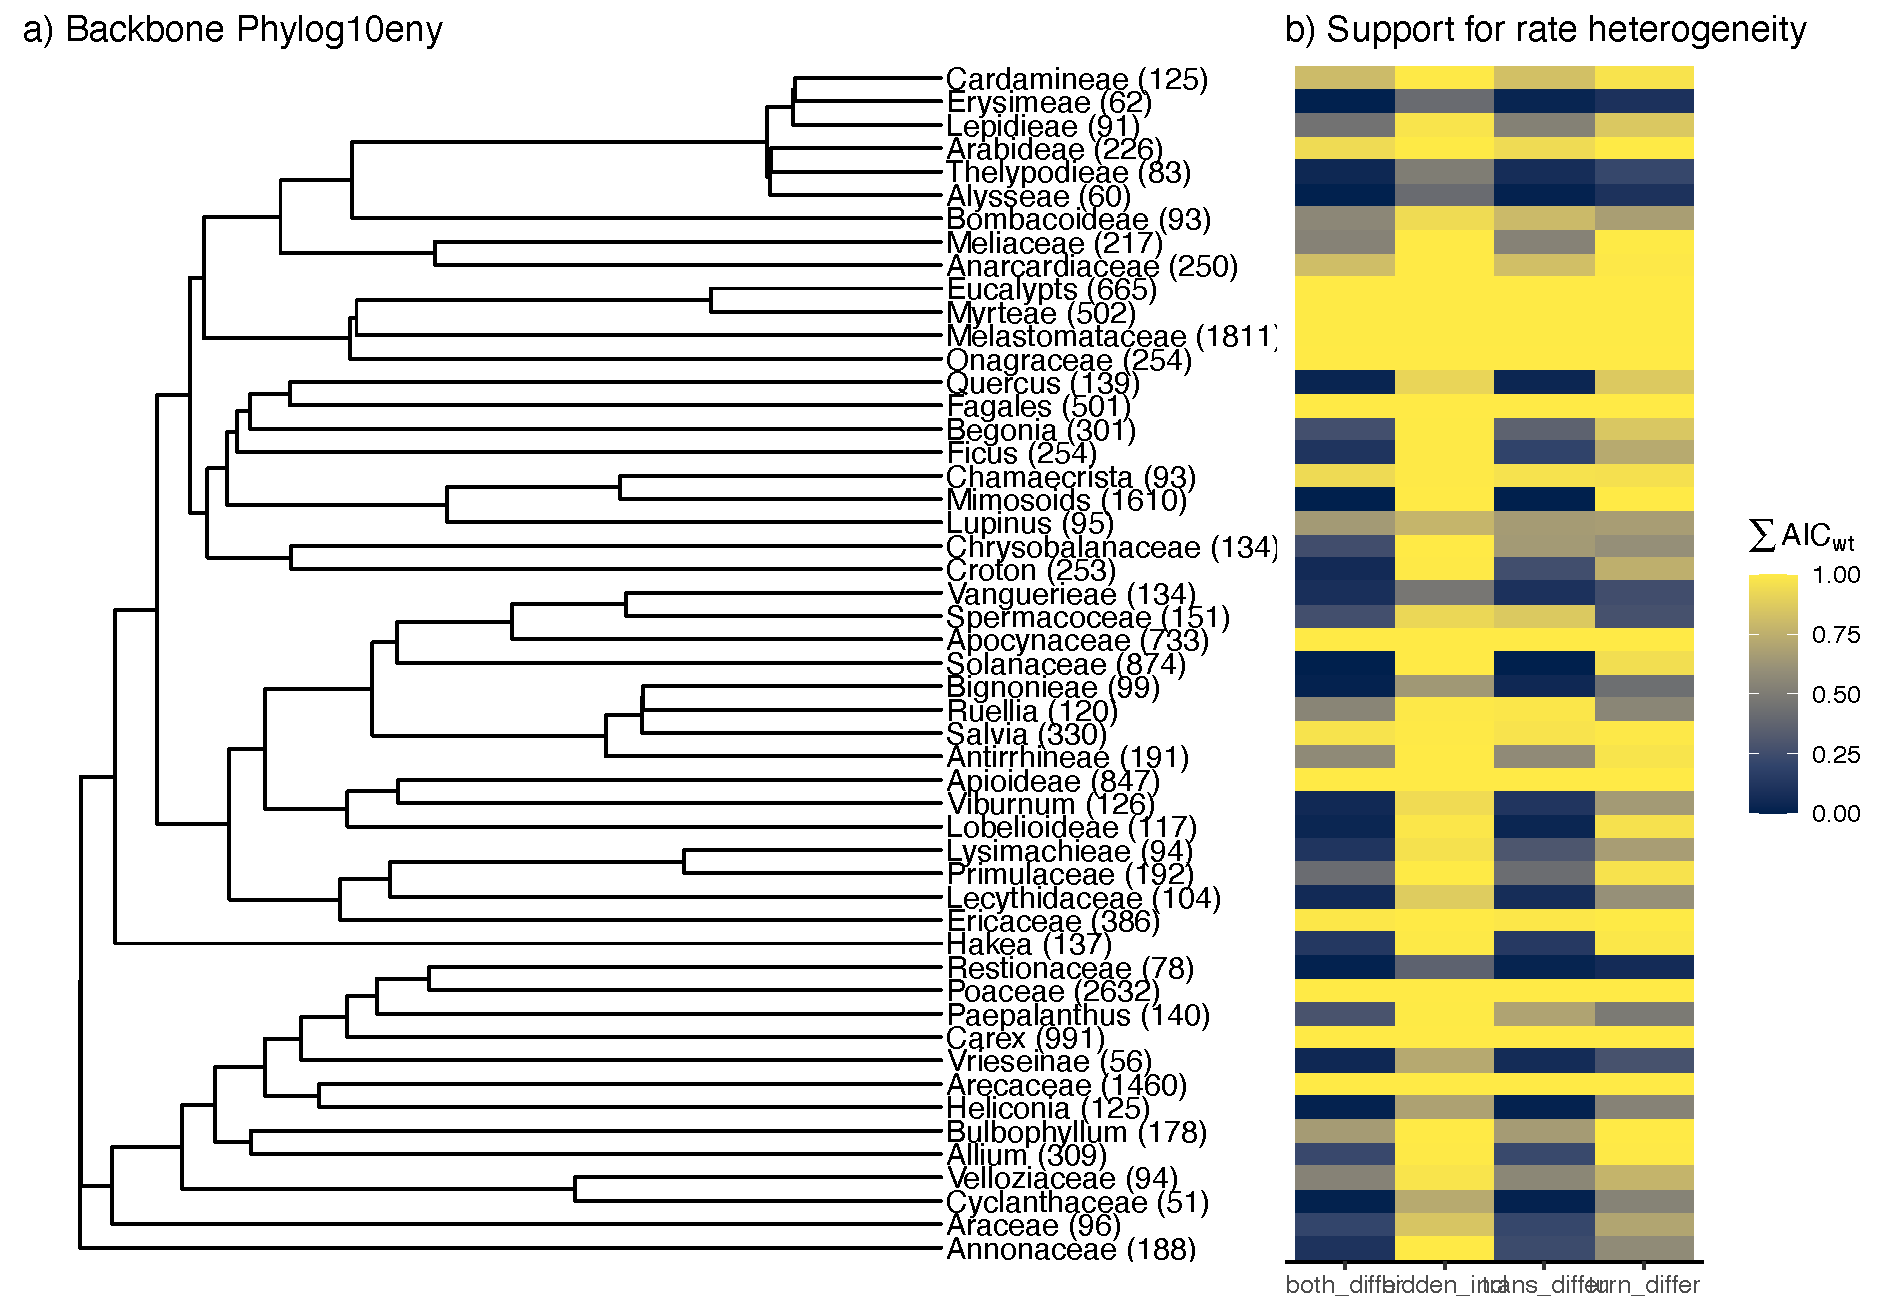 a) Backbone Phylog10eny
b) Support for rate heterogeneity
Cardamineae (125)
Erysimeae (62)
Lepidieae (91)
Arabideae (226)
Thelypodieae (83)
Alysseae (60)
Bombacoideae (93)
Meliaceae (217)
Anarcardiaceae (250)
Eucalypts (665)
Myrteae (502)
Melastomataceae (1811)
Onagraceae (254)
Quercus (139)
Fagales (501)
Begonia (301)
Ficus (254)
Chamaecrista (93)
Mimosoids (1610)
Lupinus (95)
Chrysobalanaceae (134)
Croton (253)
Vanguerieae (134)
Spermacoceae (151)
Apocynaceae (733)
Solanaceae (874)
Bignonieae (99)
Ruellia (120)
Salvia (330)
Antirrhineae (191)
Apioideae (847)
Viburnum (126)
Lobelioideae (117)
Lysimachieae (94)
Primulaceae (192)
Lecythidaceae (104)
Ericaceae (386)
Hakea (137)
Restionaceae (78)
Poaceae (2632)
Paepalanthus (140)
Carex (991)
Vrieseinae (56)
Arecaceae (1460)
Heliconia (125)
Bulbophyllum (178)
Allium (309)
Velloziaceae (94)
Cyclanthaceae (51)
Araceae (96)
Annonaceae (188)
∑ AICwt
1.00
0.75
0.50
0.25
0.00
both_differ hidden_ind trans_differ turn_differ